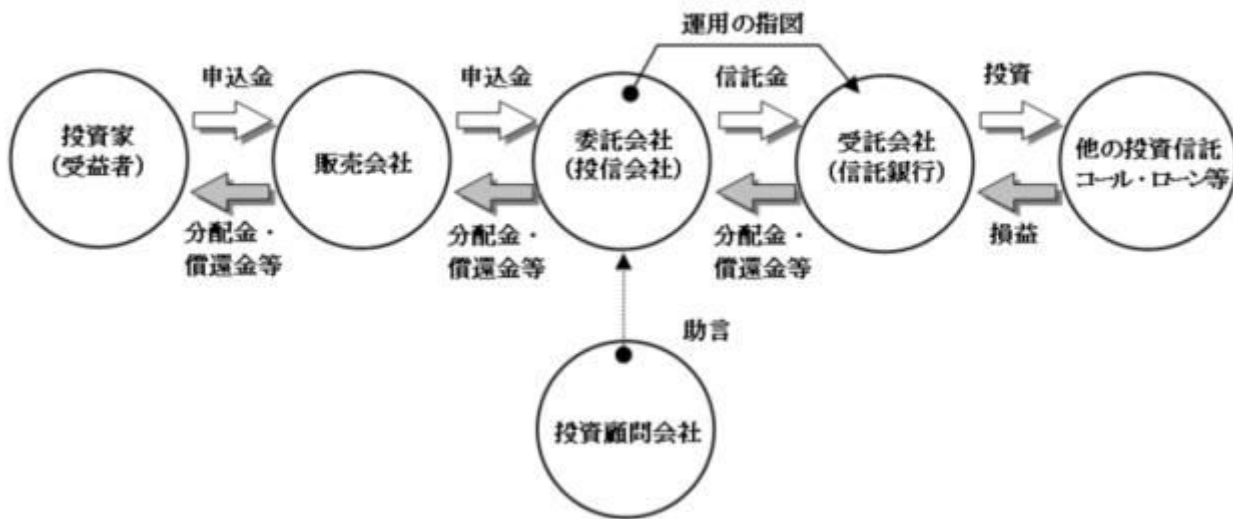 運用の指図
申込金
申込金
信託金
投資
投資家
(受益者)
販売会社
委託会社
(投信会社)
受託会社
(信託銀行)
他の投資信託
コール・ローン等
分配金・
償還金等
分配金・
償還金等
分配金・
償還金等
損益
助言
投資顧問会社